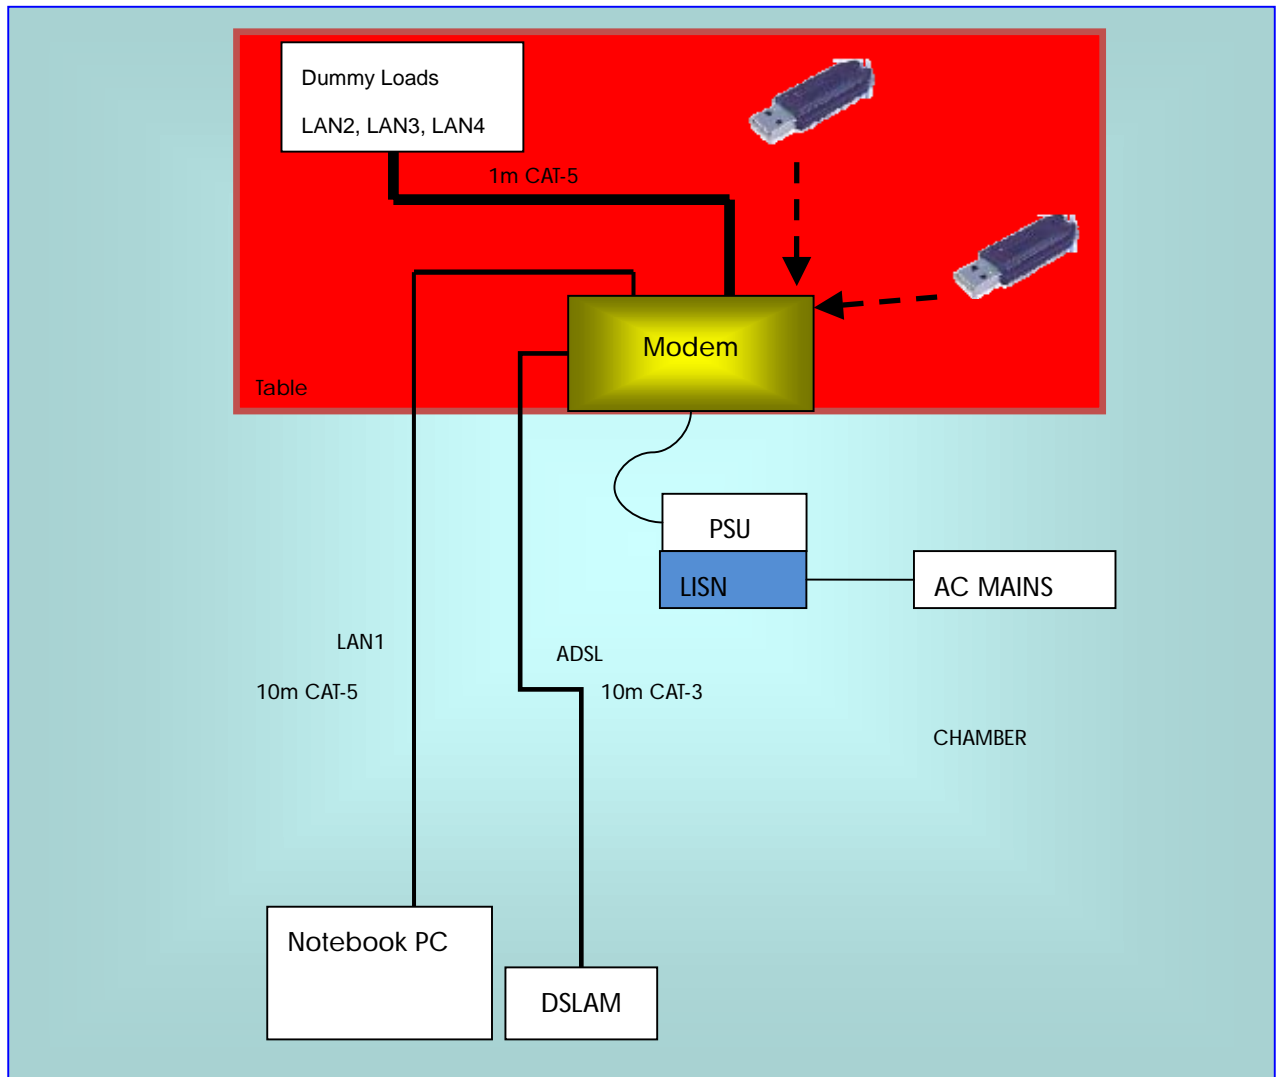 Dummy Loads
LAN2, LAN3, LAN4
1m CAT-5
Modem
Table
PSU
LISN
AC MAINS
LAN1
ADSL
10m CAT-5
10m CAT-3
CHAMBER
Notebook PC
DSLAM